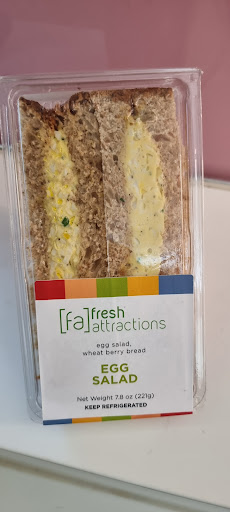 [fa] fresh
attractions
egg salad,
wheat berry bread
EGG
SALAD
Net Weight 7.8 oz (221g)
KEEP REFRIGERATED